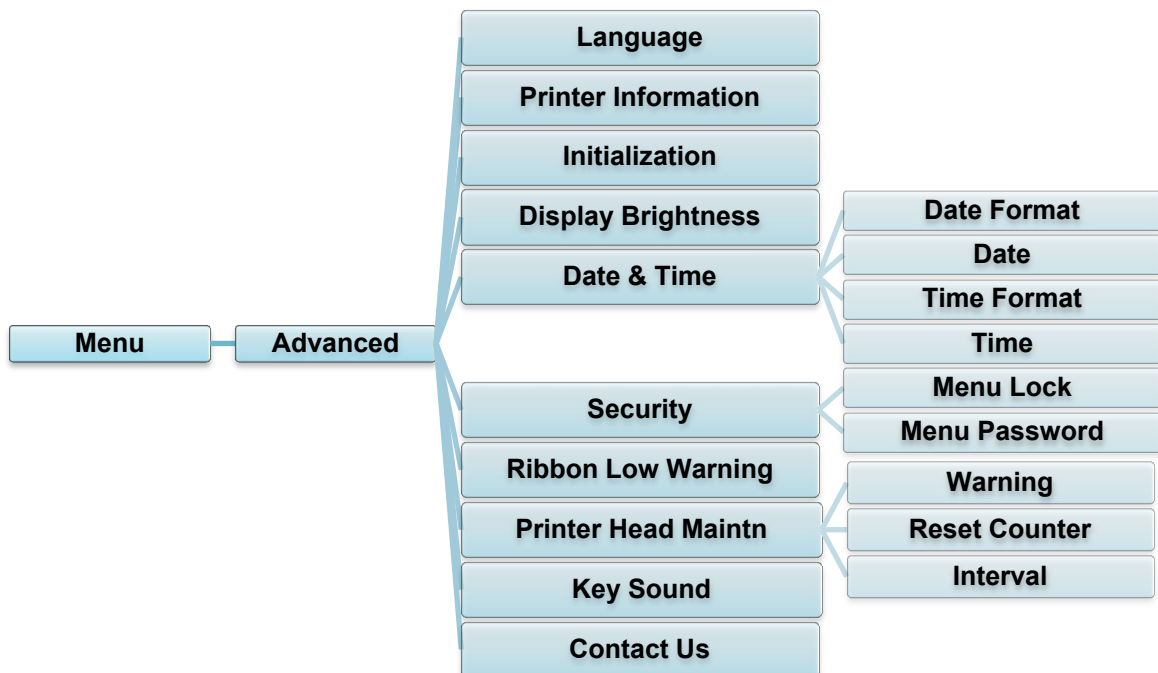 Menu
Advanced
Language
Printer Information
Initialization
Display Brightness
Date & Time
Date Format
Date
Time Format
Time
Security
Menu Lock
Menu Password
Ribbon Low Warning
Printer Head Maintn
Warning
Reset Counter
Interval
Key Sound
Contact Us